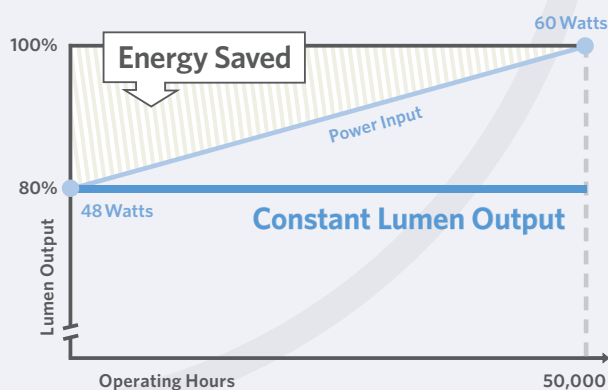 60 Watts
100%
Energy Saved
Power Input
80%
48 Watts
Constant Lumen Output
Lumen Output
Operating Hours
50,000